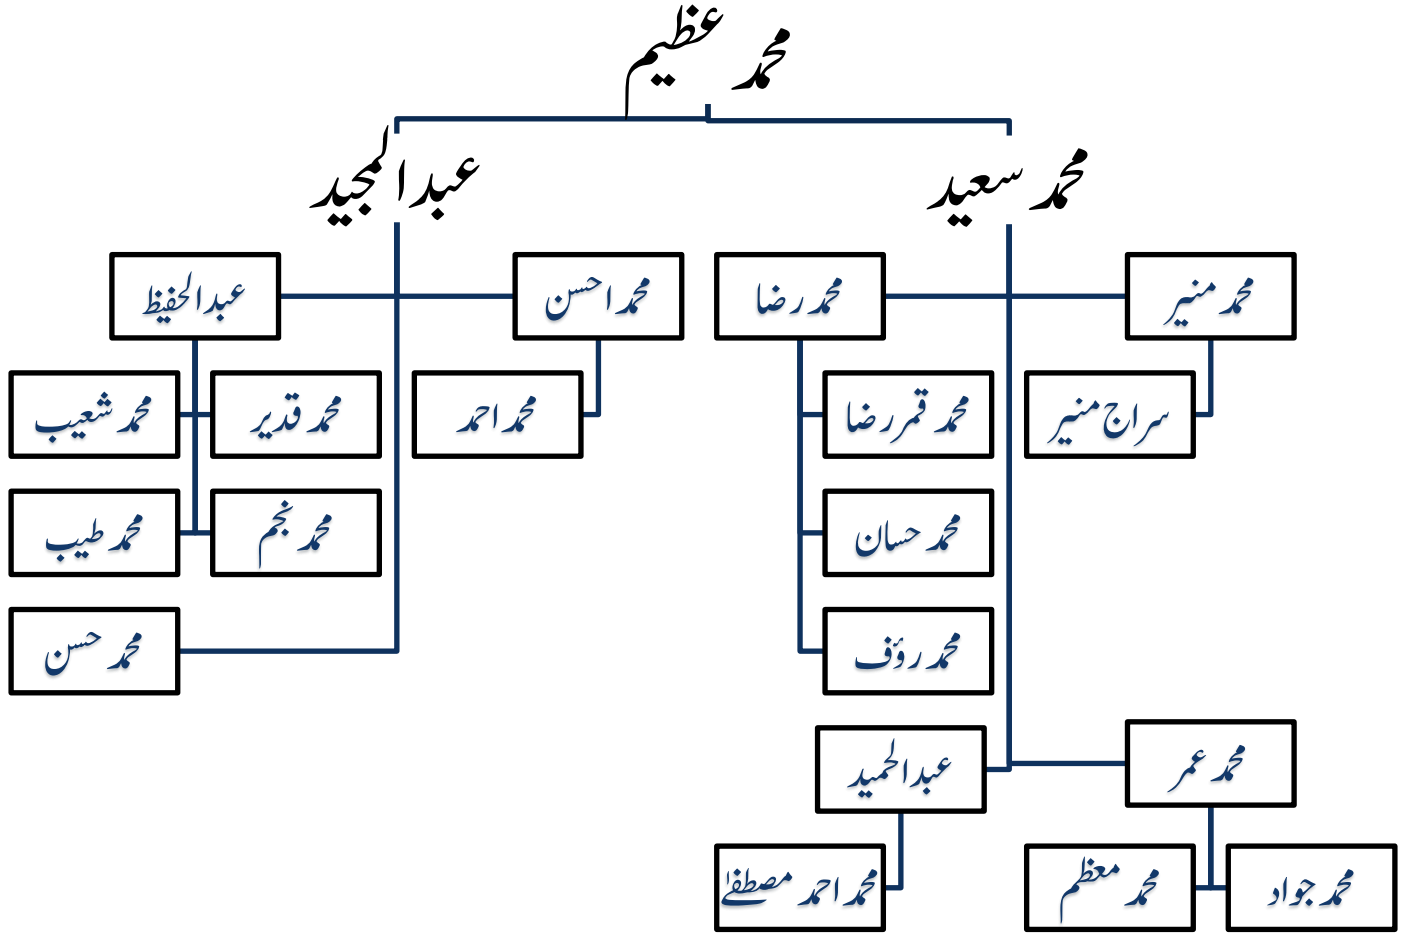 محمد عظیم
محمد سعید
عبدالمجید
محمد منیر
محمد رضا
محمد احسن
عبدالحفیظ
سراج منیر
محمد قمر رضا
محمد احمد
محمد قدیر
محمد شعیب
محمد حسان
محمد نجم
محمد طیب
محمد رؤف
محمد حسن
محمد عمر
عبدالحمید
محمد جواد
محمد معظم
محمد احمد مصطفےٰ